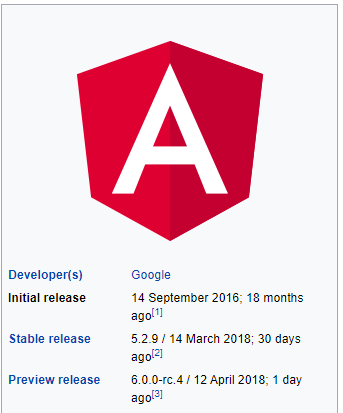 A
Developer(s) Google
Initial release 14 September 2016; 18 months
ago[1]
Stable release 5.2.9 / 14 March 2018; 30 days
ago[2]
Preview release 6.0.0-rc.4 / 12 April 2018; 1 day
ago[3]